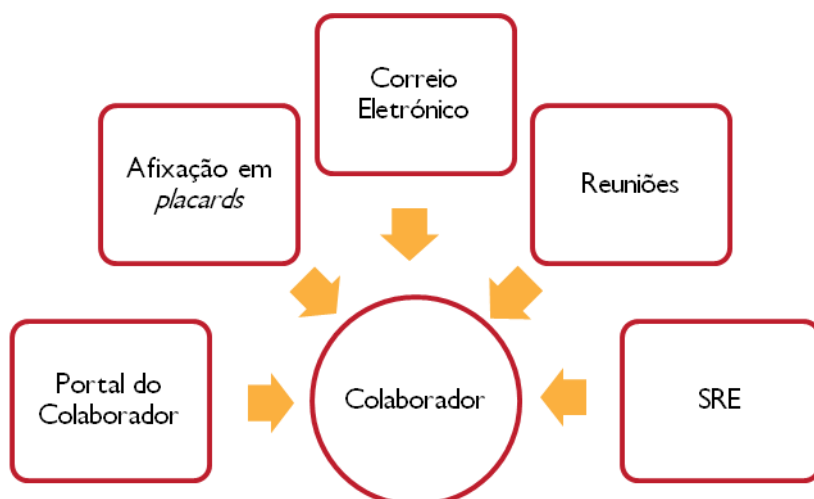 Correio
Eletrónico
Afixação em
placards
Reuniões
Portal do
Colaborador
Colaborador
SRE